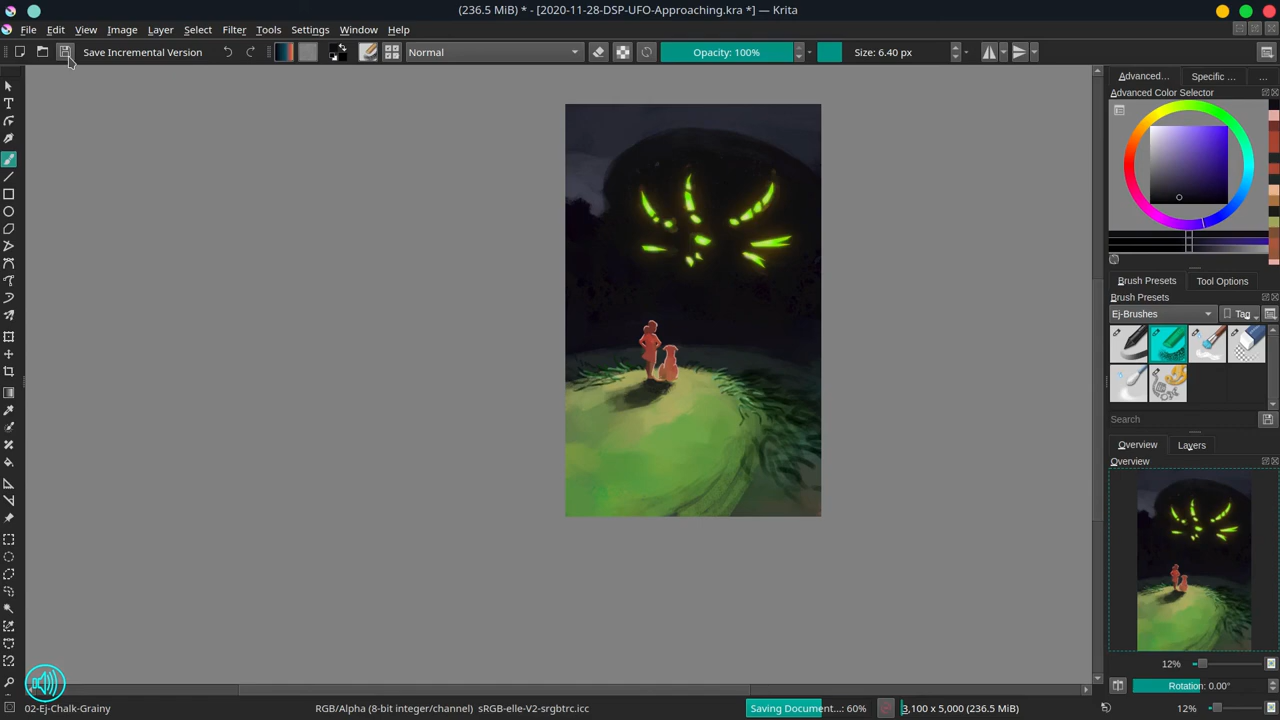 (236.5 MiB) * - [2020-11-28-DSP-UFO-Approaching.kra *] — Krita
File Edit View Image Layer Select Filter Tools Settings Window Help
Save Incremental Version Normal Opacity: 100% Size: 6.40 px
Advanced... Specific ... ...
Advanced Color Selector
Brush Presets Tool Options
Brush Presets
Ej-Brushes Tag
Search
Overview Layers
Overview
12%
Rotation: 0.00°
02-Ej-Chalk-Grainy RGB/Alpha (8-bit integer/channel) sRGB-elle-V2-srgbtrc.icc Saving Document...: 60% 3,100 x 5,000 (236.5 MiB) 12%